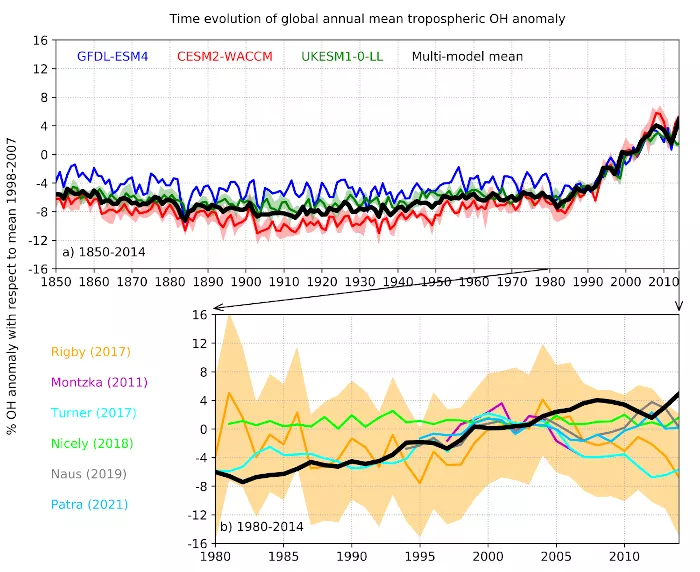 Time evolution of global annual mean tropospheric OH anomaly
% OH anomaly with respect to mean 1998-2007
16
12
8
4
0
-4
-8
-12
-16
GFDL-ESM4 CESM2-WACCM UKESM1-0-LL Multi-model mean
a) 1850-2014
1850 1860 1870 1880 1890 1900 1910 1920 1930 1940 1950 1960 1970 1980 1990 2000 2010
Rigby (2017)
Montzka (2011)
Turner (2017)
Nicely (2018)
Naus (2019)
Patra (2021)
16
12
8
4
0
-4
-8
-12
-16
b) 1980-2014
1980 1985 1990 1995 2000 2005 2010